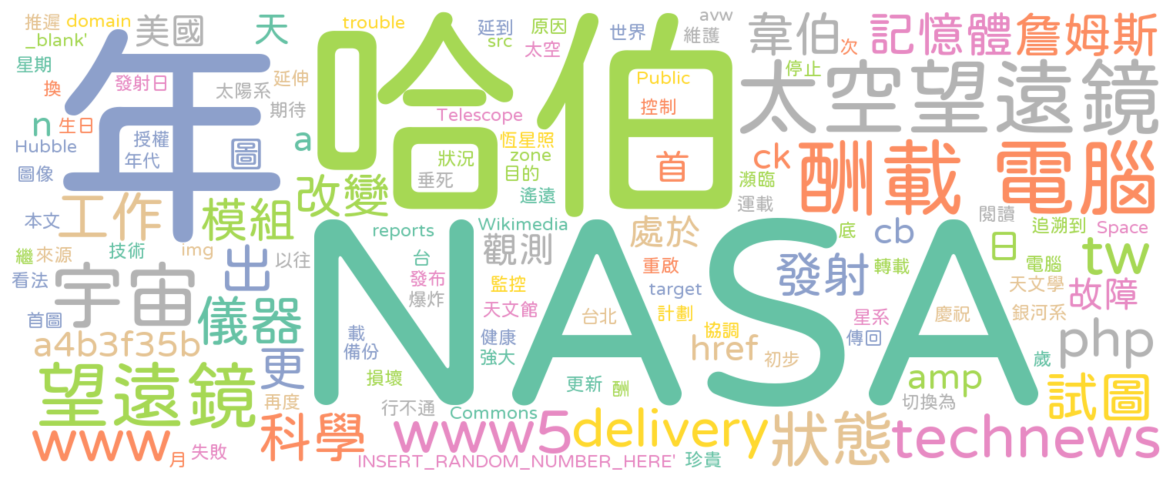 推遲 domain 美國 天 trouble 延到 原因 世界 avw 韋伯 次 記憶體 詹姆斯
_blank' src 太空 維護
星期 換 發射日 延伸 太陽系 期待 年 哈伯 Public 停止 太空望遠鏡
n 生日 授權 a Telescope 控制
Hubble 年代 圖 狀況 恆星照 zone 首 ck 酬載 電腦
圖像 改變 垂死 目的 遙遠 瀕臨 運載
本文 工作 模組 reports Wikimedia 處於 底 cb 閱讀 日 追溯到 Space
繼 來源 技術 img 出 以往 台 觀測 重啟 發射 轉載 電腦 tw
看法 宇宙 儀器 發布 監控 target 天文學 故障
首圖 爆炸 天文館 台北 計劃 協調 星系 慶祝 銀河系
a4b3f35b 更 載 備份 健康 NASA href 初步 傳回 歲 php
望遠鏡 損壞 強大 更新 酬 amp 試圖
再度 行不通 Commons 切換為
www 月 失敗 科學 www5 delivery 狀態 technews
INSERT_RANDOM_NUMBER_HERE' 珍貴